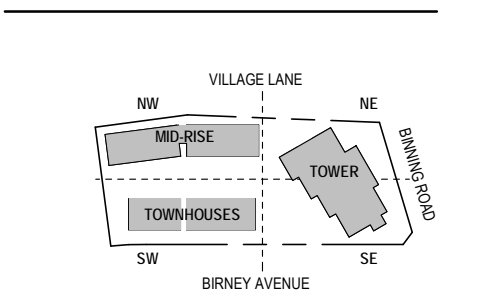 VILLAGE LANE
NW
NE
MID-RISE
BINNING ROAD
TOWER
TOWNHOUSES
SW
SE
BIRNEY AVENUE